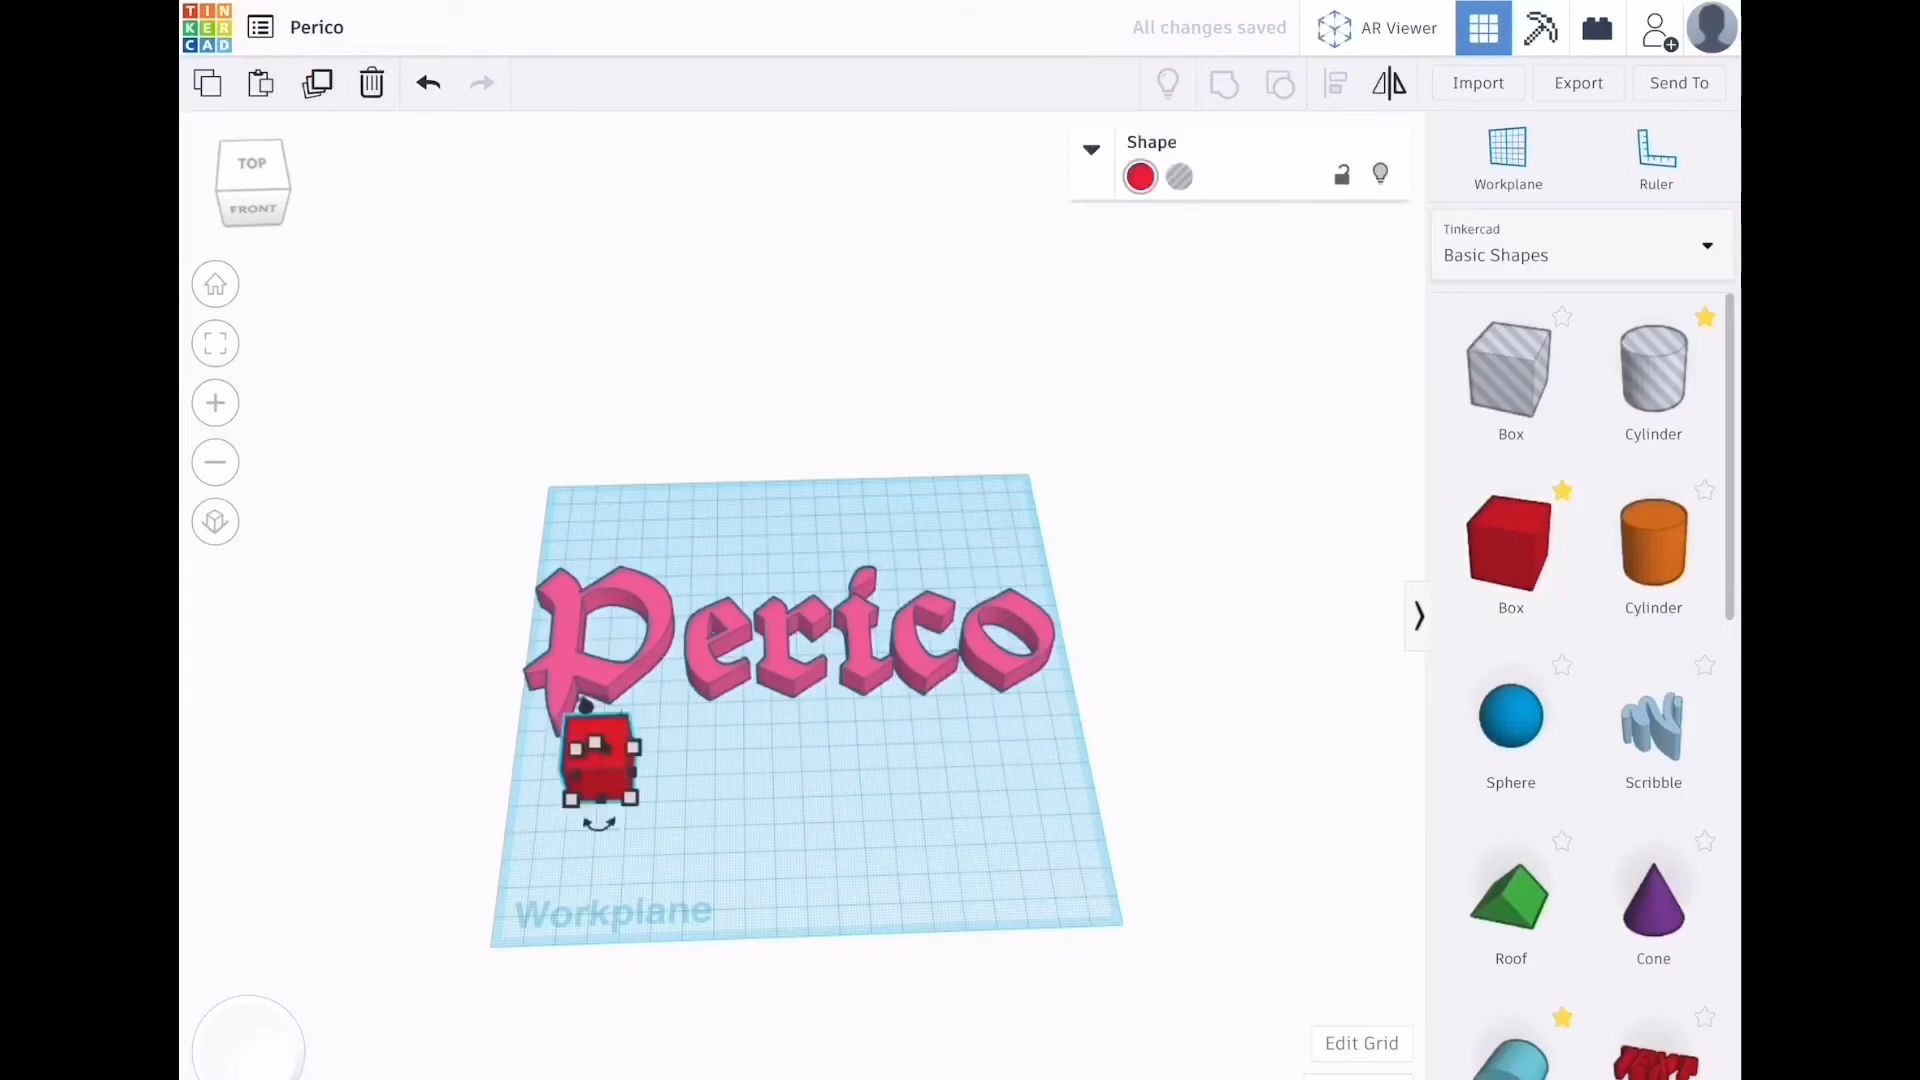 TIN
KER
CAD
Perico
All changes saved
AR Viewer
Import
Export
Send To
TOP
FRONT
Shape
Workplane
Ruler
Tinkercad
Basic Shapes
Box
Cylinder
Box
Cylinder
Perico
Sphere
Scribble
Workplane
Roof
Cone
Edit Grid
TEXT